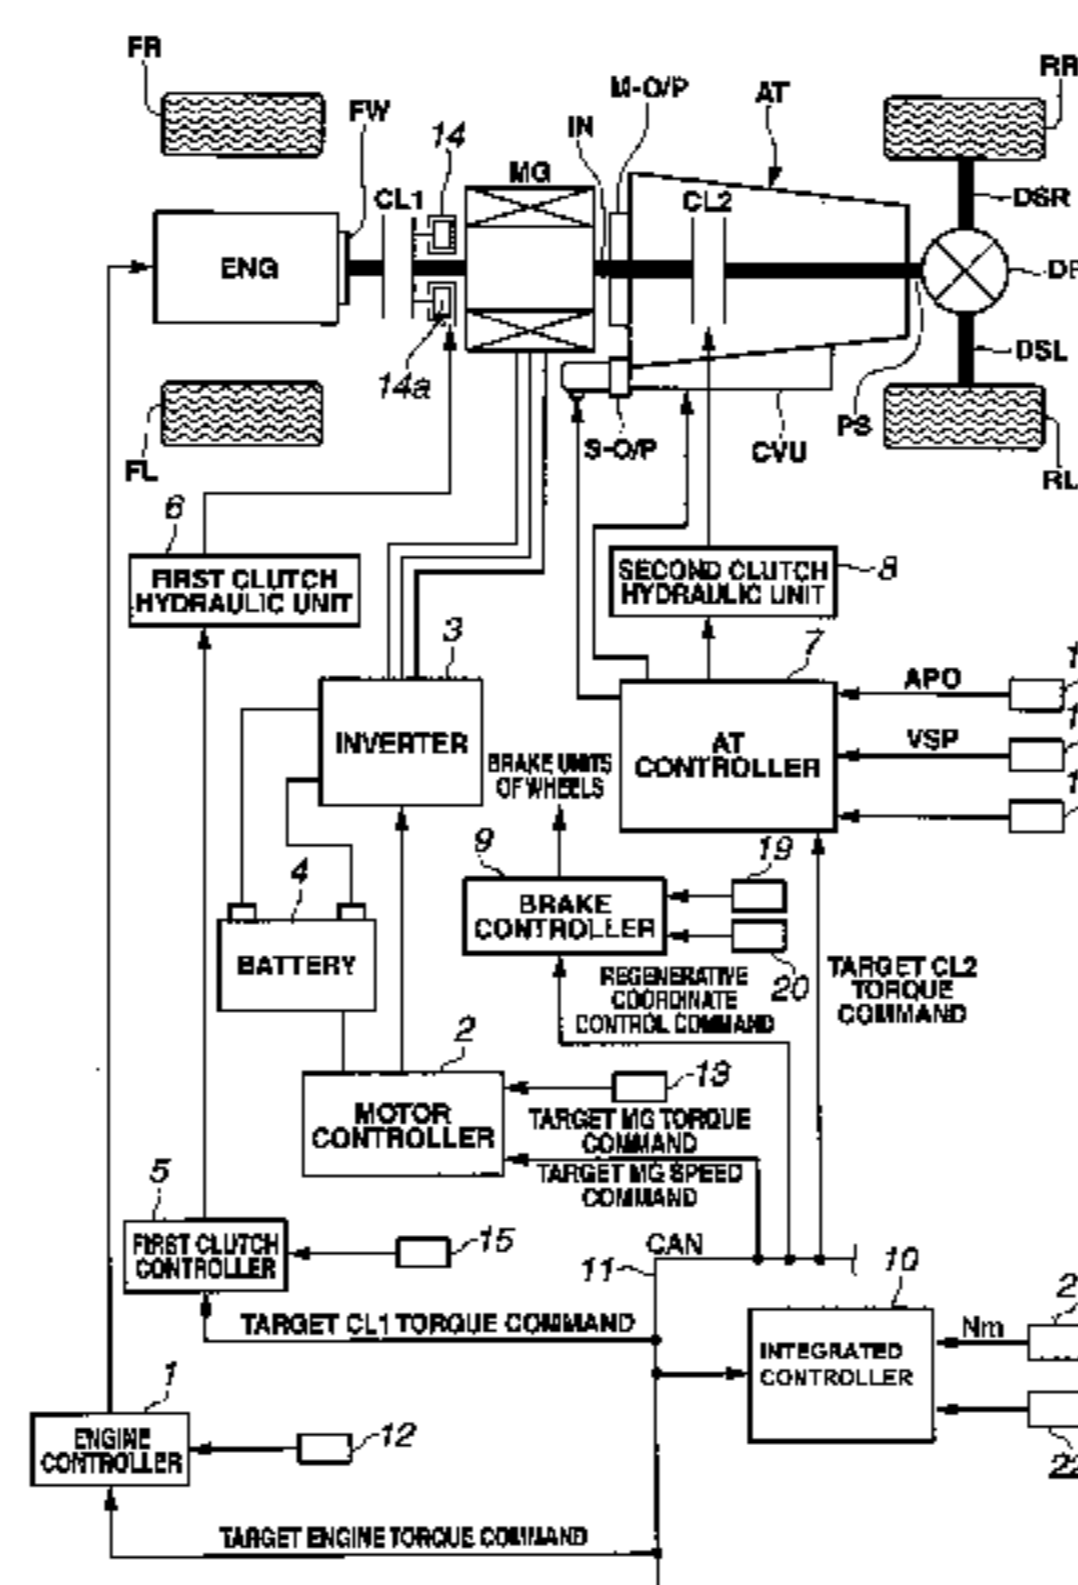 FR
RR
FW
14
M-O/P
AT
IN
MG
CL1
CL2
DSR
ENG
14a
DSL
PS
S-O/P
CVU
FL
6
FIRST CLUTCH
HYDRAULIC UNIT
SECOND CLUTCH
HYDRAULIC UNIT
8
3
7
APO
INVERTER
AT
CONTROLLER
VSP
BRAKE UNITS
OF WHEELS
4
9
19
BRAKE
CONTROLLER
BATTERY
20
REGENERATIVE
COORDINATE
CONTROL COMMAND
TARGET CL2
TORQUE
COMMAND
2
13
MOTOR
CONTROLLER
TARGET MG TORQUE
COMMAND
TARGET MG SPEED
COMMAND
5
FIRST CLUTCH
CONTROLLER
15
CAN
11
10
TARGET CL1 TORQUE COMMAND
Nm
INTEGRATED
CONTROLLER
1
ENGINE
CONTROLLER
12
22
TARGET ENGINE TORQUE COMMAND